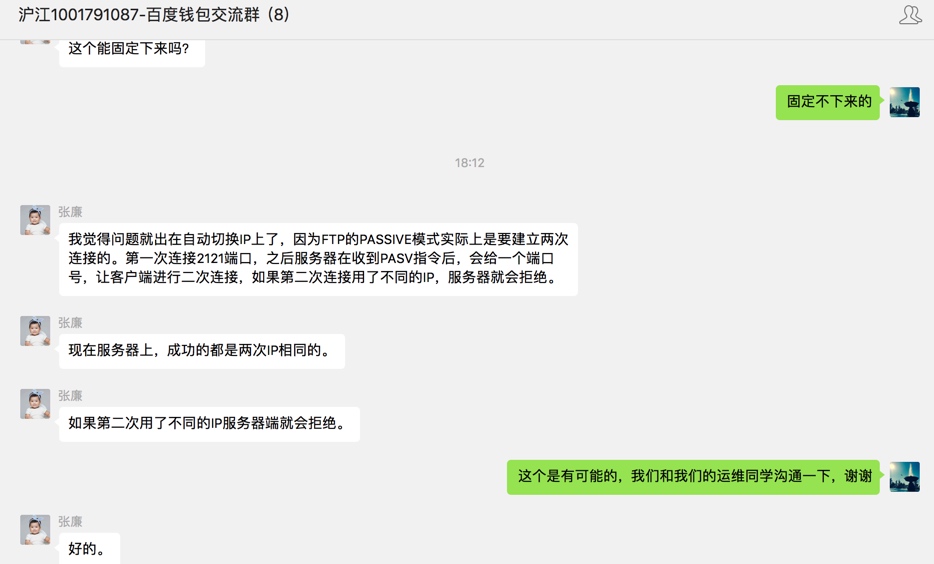 沪江1001791087-百度钱包交流群（8）
这个能固定下来吗？
固定不下来的
18:12
张廉
我觉得问题就出在自动切换IP上了，因为FTP的PASSIVE模式实际上是要建立两次
连接的。第一次连接2121端口，之后服务器在收到PASV指令后，会给一个端口
号，让客户端进行二次连接，如果第二次连接用了不同的IP，服务器就会拒绝。
张廉
现在服务器上，成功的都是两次IP相同的。
张廉
如果第二次用了不同的IP服务器端就会拒绝。
这个是有可能的，我们和我们的运维同学沟通一下，谢谢
张廉
好的。